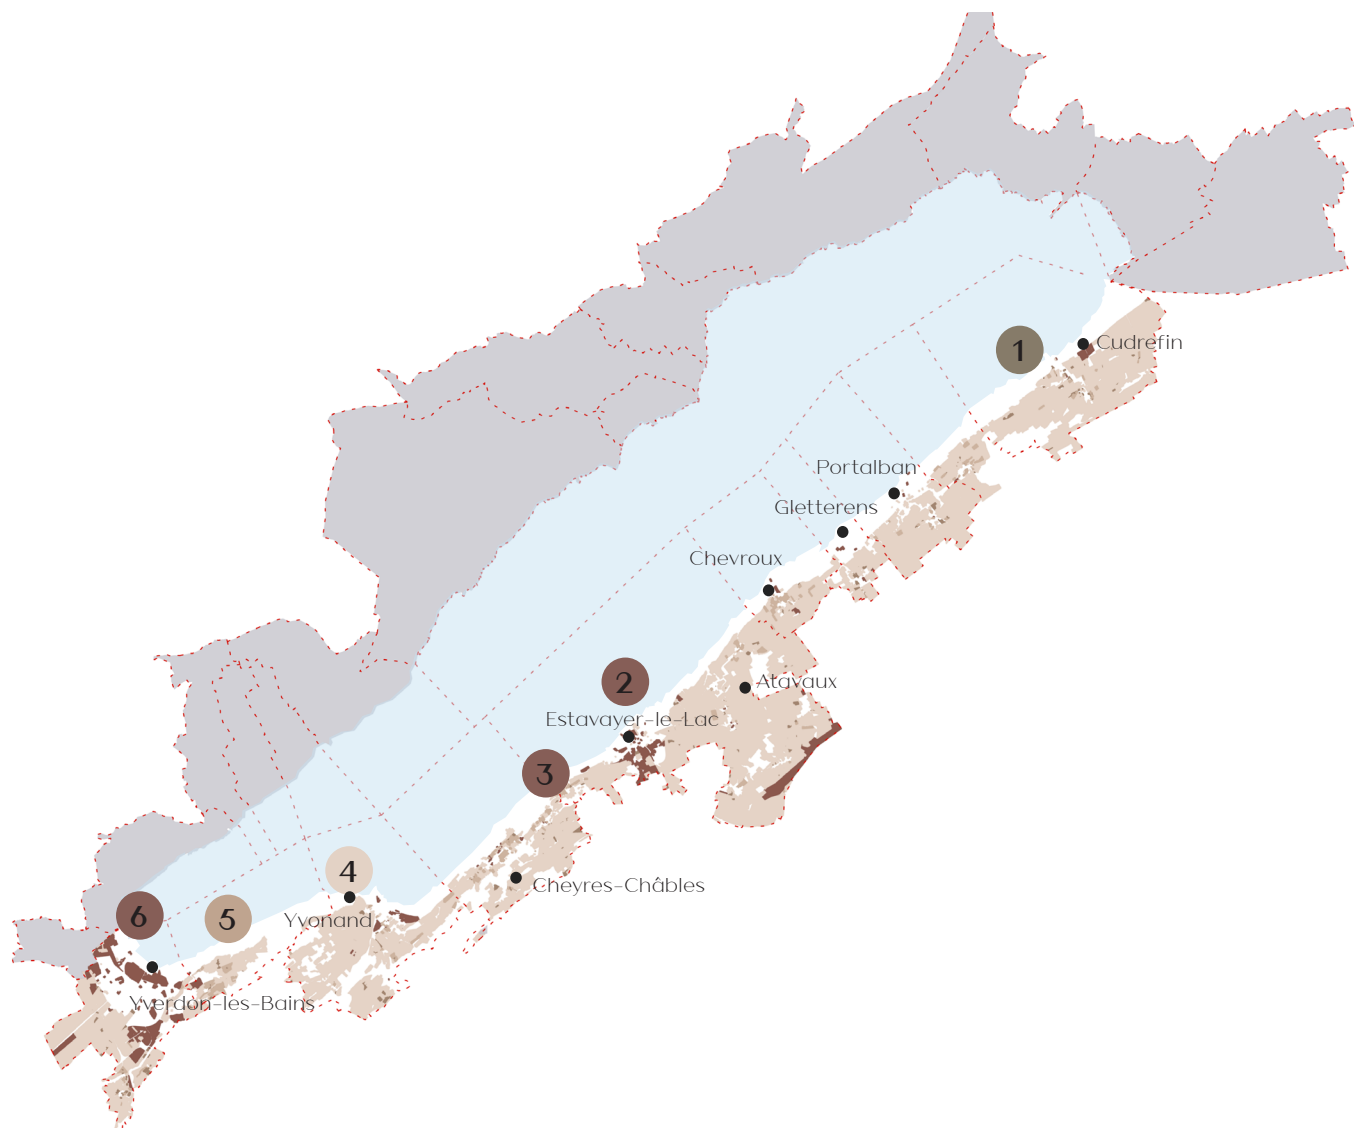 1
Cudrefin
Portalban
Gletterens
Chevroux
2
Atavaux
Estavayer-le-Lac
3
4
Cheyres-Châbles
6
5
Yvonand
Yverdon-les-Bains